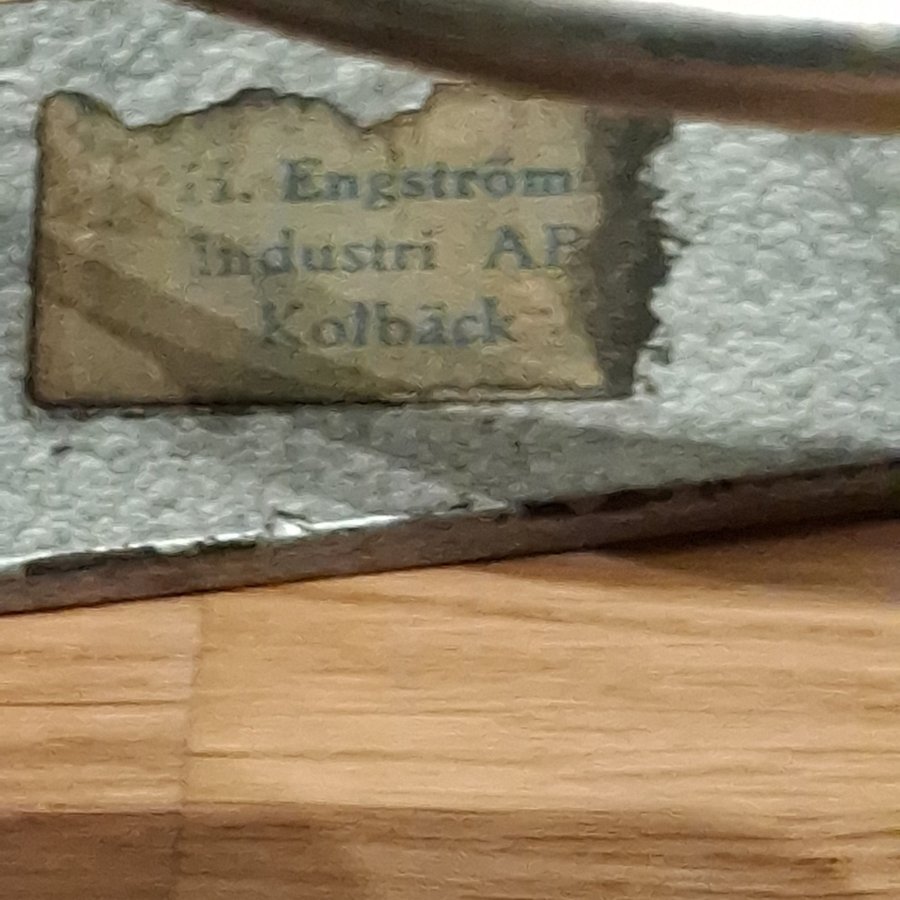 H. Engström
Industri AB
Kolbäck